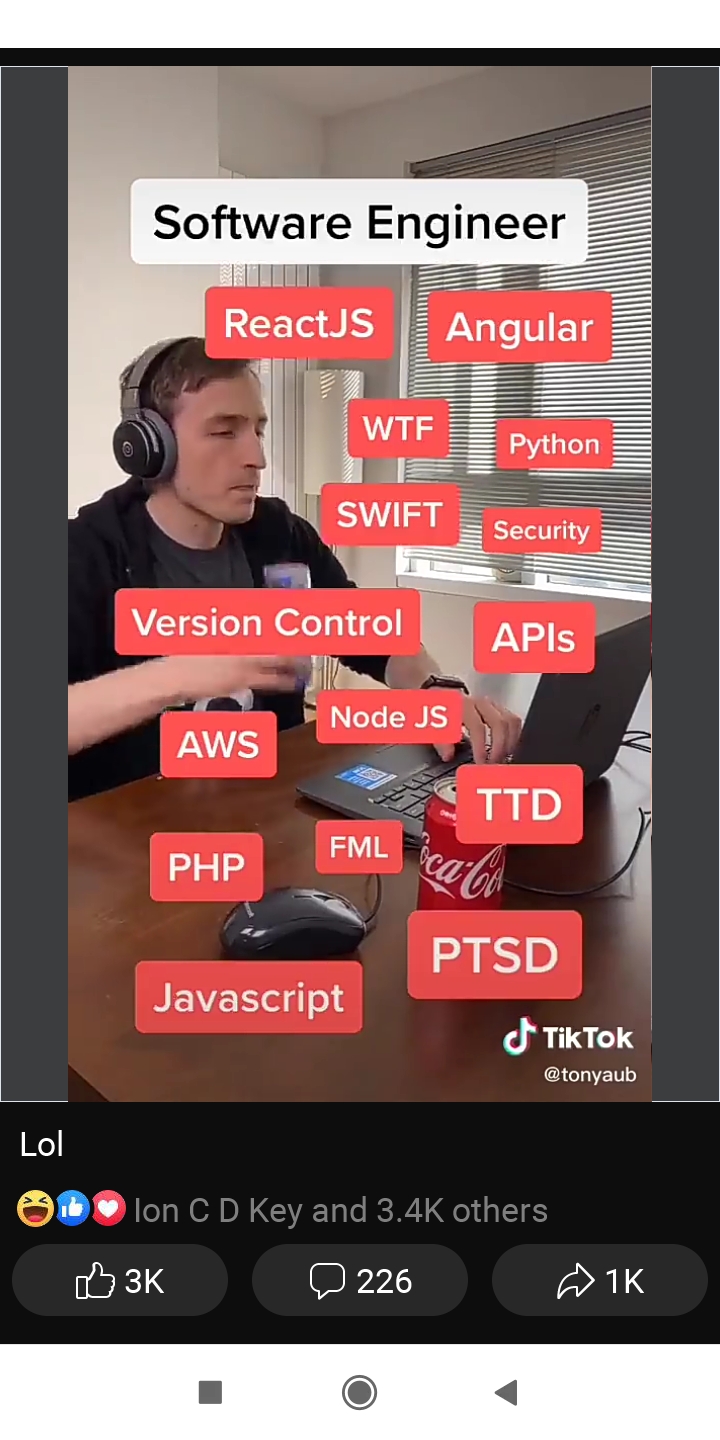 Software Engineer
ReactJS
Angular
WTF
Python
SWIFT
Security
Version Control
APIs
Node JS
AWS
TTD
FML
PHP
Coca-Co
PTSD
Javascript
TikTok
@tonyaub
Lol
Ion C D Key and 3.4K others
3K
226
1K